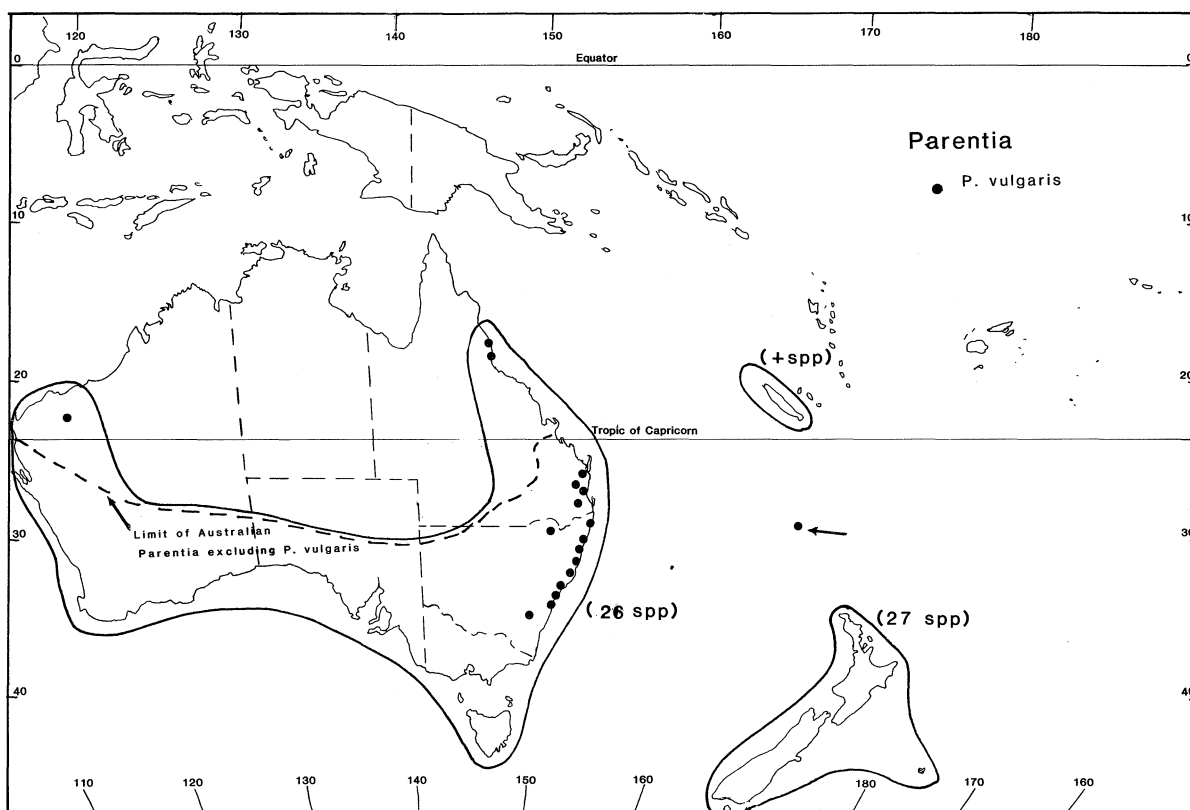 120 130 140 150 160 170 180
0 Equator 0
Parentia
P. vulgaris
10 10
(+spp)
20 20
Tropic of Capricorn
Limit of Australian
Parentia excluding P. vulgaris
30 30
(26 spp)
(27 spp)
40 40
110 120 130 140 150 180 170 160